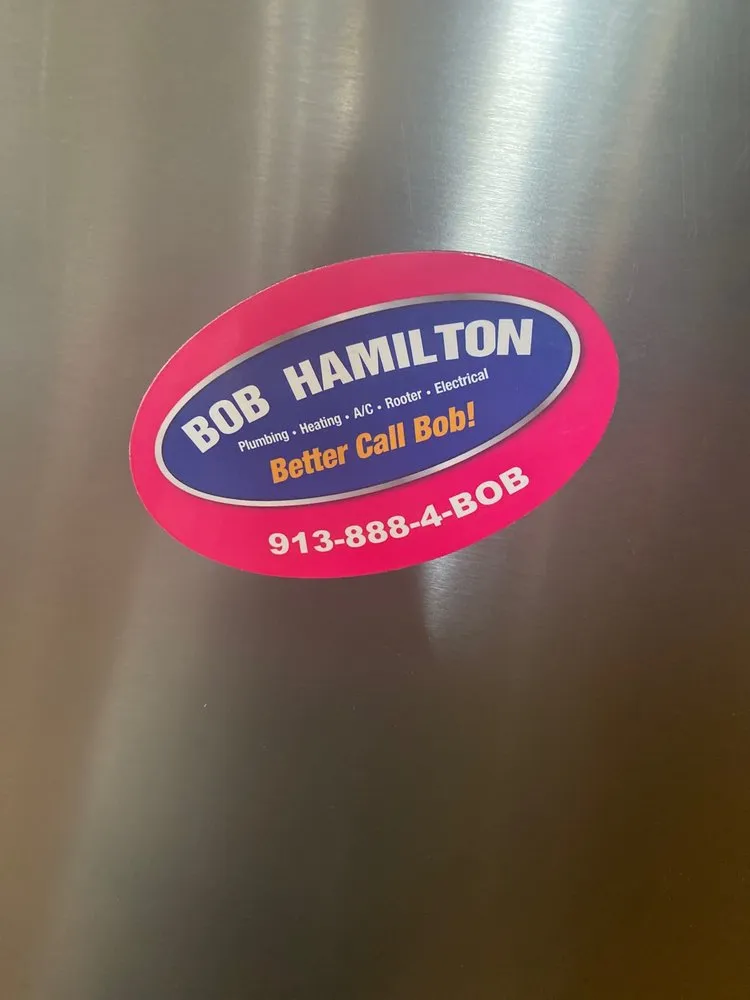 BOB HAMILTON
Plumbing • Heating • A/C • Rooter • Electrical
Better Call Bob!
913-888-4-BOB